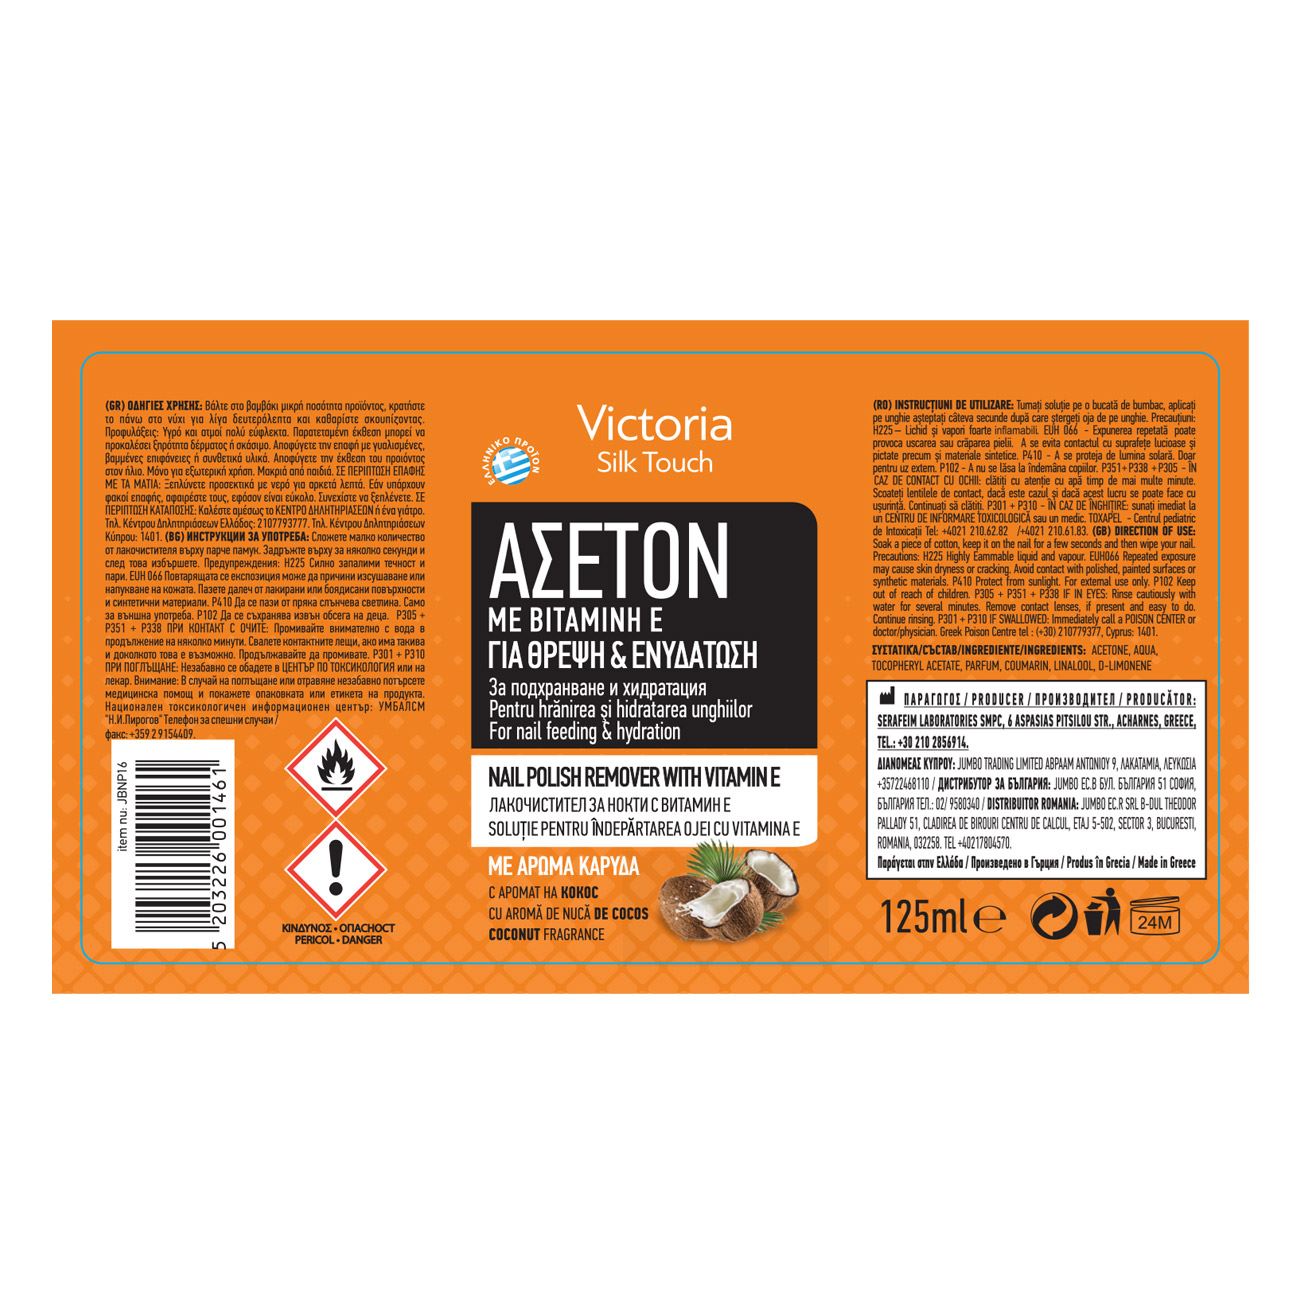 (GR) ΟΔΗΓΙΕΣ ΧΡΗΣΗΣ: Βάλτε στο βαμβάκι μικρή ποσότητα προϊόντος, κρατήστε
το πάνω στο νύχι για λίγα δευτερόλεπτα και καθαρίστε σκουπίζοντας.
Προφυλάξεις: Υγρό και ατμοί πολύ εύφλεκτα. Παρατεταμένη έκθεση μπορεί να
προκαλέσει ξηρότητα δέρματος ή σκάσιμο. Αποφύγετε την επαφή με γυαλισμένες,
βαμμένες επιφάνειες ή συνθετικά υλικά. Αποφύγετε την έκθεση του προιόντος
στον ήλιο. Μόνο για εξωτερική χρήση. Μακριά από παιδιά. ΣΕ ΠΕΡΙΠΤΩΣΗ ΕΠΑΦΗΣ
ΜΕ ΤΑ ΜΑΤΙΑ: Ξεπλύνετε προσεκτικά με νερό για αρκετά λεπτά. Εάν υπάρχουν
φακοί επαφής, αφαιρέστε τους, εφόσον είναι εύκολο. Συνεχίστε να ξεπλένετε. ΣΕ
ΠΕΡΙΠΤΩΣΗ ΚΑΤΑΠΟΣΗΣ: Καλέστε αμέσως το ΚΕΝΤΡΟ ΔΗΛΗΤΗΡΙΑΣΕΩΝ ή ένα γιάτρο.
Τηλ. Κέντρου Δηλητηριάσεων Ελλάδος: 2107793777. Τηλ. Κέντρου Δηλητηριάσεων
Κύπρου: 1401. (BG) ИНСТРУКЦИИ ЗА УПОТРЕБА: Сложете малко количество
от лакочистителя върху парче памук. Задръжте върху за няколко секунди и
след това избършете. Предупреждения: H225 Силно запалими течност и
пари. EUH 066 Повтарящата се експозиция може да причини изсушаване или
напукване на кожата. Пазете далеч от лакирани или боядисани повърхности
и синтетични материали. P410 Да се пази от пряка слънчева светлина. Само
за външна употреба. P102 Да се съхранява извън обсега на деца. P305 +
P351 + P338 ПРИ КОНТАКТ С ОЧИТЕ: Промивайте внимателно с вода в
продължение на няколко минути. Свалете контактните лещи, ако има такива
и доколкото това е възможно. Продължавайте да промивате. P301 + P310
ПРИ ПОГЛЪЩАНЕ: Незабавно се обадете в ЦЕНТЪР ПО ТОКСИКОЛОГИЯ или на
лекар. Внимание: В случай на поглъщане или отравяне незабавно потърсете
медицинска помощ и покажете опаковката или етикета на продукта.
Национален токсикологичен информационен център: УМБАЛСМ
"Н.И.Пирогов" Телефон за спешни случаи /
факс: +359 2 9154409.
item nu: JBNP16
5 203226 001461
ΚΙΝΔΥΝΟΣ • ΟΠΑСНОСТ
PERICOL • DANGER
ΕΛΛΗΝΙΚΟ ΠΡΟΪΟΝ
Victoria
Silk Touch
ΑΣΕΤΟΝ
ΜΕ ΒΙΤΑΜΙΝΗ Ε
ΓΙΑ ΘΡΕΨΗ & ΕΝΥΔΑΤΩΣΗ
За подхранване и хидратация
Pentru hrănirea şi hidratarea unghiilor
For nail feeding & hydration
NAIL POLISH REMOVER WITH VITAMIN E
ЛАКОЧИСТИТЕЛ ЗА НОКТИ С ВИТАМИН Е
SOLUŢIE PENTRU ÎNDEPĂRTAREA OJEI CU VITAMINA E
ΜΕ ΑΡΩΜΑ ΚΑΡΥΔΑ
С АРОМАТ НА КОКОС
CU AROMĂ DE NUCĂ DE COCOS
COCONUT FRAGRANCE
(RO) INSTRUCŢIUNI DE UTILIZARE: Turnaţi soluţie pe o bucată de bumbac, aplicaţi
pe unghie aşteptaţi câteva secunde după care ştergeţi oja de pe unghie. Precauţiuni:
H225 – Lichid şi vapori foarte inflamabili. EUH 066 - Expunerea repetată poate
provoca uscarea sau crăparea pielii. A se evita contactul cu suprafeţe lucioase şi
pictate precum şi materiale sintetice. P410 - A se proteja de lumina solară. Doar
pentru uz extern. P102 - A nu se lăsa la îndemâna copiilor. P351+P338 +P305 - ÎN
CAZ DE CONTACT CU OCHII: clătiţi cu atenţie cu apă timp de mai multe minute.
Scoateţi lentilele de contact, dacă este cazul şi dacă acest lucru se poate face cu
uşurinţă. Continuaţi să clătiţi. P301 + P310 - ÎN CAZ DE ÎNGHIŢIRE: sunaţi imediat la
un CENTRU DE INFORMARE TOXICOLOGICĂ sau un medic. TOXAPEL - Centrul pediatric
de Intoxicaţii Tel: +4021 210.62.82 /+4021 210.61.83. (GB) DIRECTION OF USE:
Soak a piece of cotton, keep it on the nail for a few seconds and then wipe your nail.
Precautions: H225 Highly Eammable liquid and vapour. EUH066 Repeated exposure
may cause skin dryness or cracking. Avoid contact with polished, painted surfaces or
synthetic materials. P410 Protect from sunlight. For external use only. P102 Keep
out of reach of children. P305 + P351 + P338 IF IN EYES: Rinse cautiously with
water for several minutes. Remove contact lenses, if present and easy to do.
Continue rinsing. P301 + P310 IF SWALLOWED: Immediately call a POISON CENTER or
doctor/physician. Greek Poison Centre tel : (+30) 210779377, Cyprus: 1401.
ΣΥΣΤΑΤΙΚΑ/СЪСТАВ/INGREDIENTE/INGREDIENTS: ACETONE, AQUA,
TOCOPHERYL ACETATE, PARFUM, COUMARIN, LINALOOL, D-LIMONENE
ΠΑΡΑΓΩΓΟΣ / PRODUCER / ПРОИЗВОДИТЕЛ / PRODUCĂTOR:
SERAFEIM LABORATORIES SMPC, 6 ASPASIAS PITSILOU STR., ACHARNES, GREECE,
TEL.: +30 210 2856914.
ΔΙΑΝΟΜΕΑΣ ΚΥΠΡΟΥ: JUMBO TRADING LIMITED ΑΒΡΑΑΜ ΑΝΤΩΝΙΟΥ 9, ΛΑΚΑΤΑΜΙΑ, ΛΕΥΚΩΣΙΑ
+35722468110 / ДИСТРИБУТОР ЗА БЪЛГАРИЯ: JUMBO EC.B БУЛ. БЪЛГАРИЯ 51 СОФИЯ,
БЪЛГАРИЯ ТЕЛ.: 02/ 9580340 / DISTRIBUITOR ROMANIA: JUMBO EC.R SRL B-DUL THEODOR
PALLADY 51, CLADIREA DE BIROURI CENTRU DE CALCUL, ETAJ 5-502, SECTOR 3, BUCURESTI,
ROMANIA, 032258. TEL +40217804570.
Παράγεται στην Ελλάδα / Произведено в Гърция / Produs în Grecia / Made in Greece
125ml ℮
24M